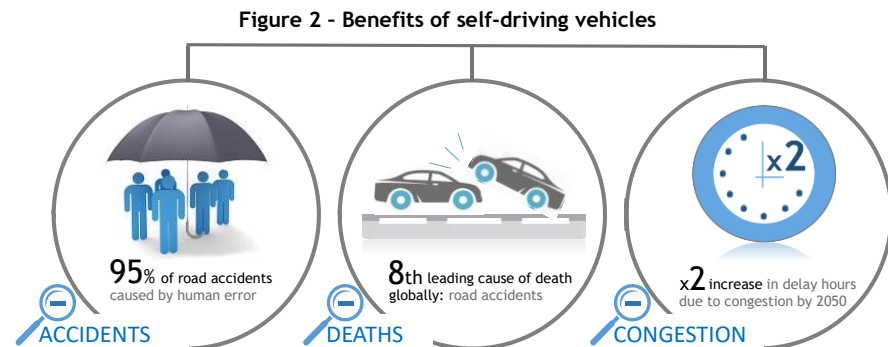 Figure 2 - Benefits of self-driving vehicles
95% of road accidents
caused by human error
ACCIDENTS
8th leading cause of death
globally: road accidents
DEATHS
x2
x2 increase in delay hours
due to congestion by 2050
CONGESTION